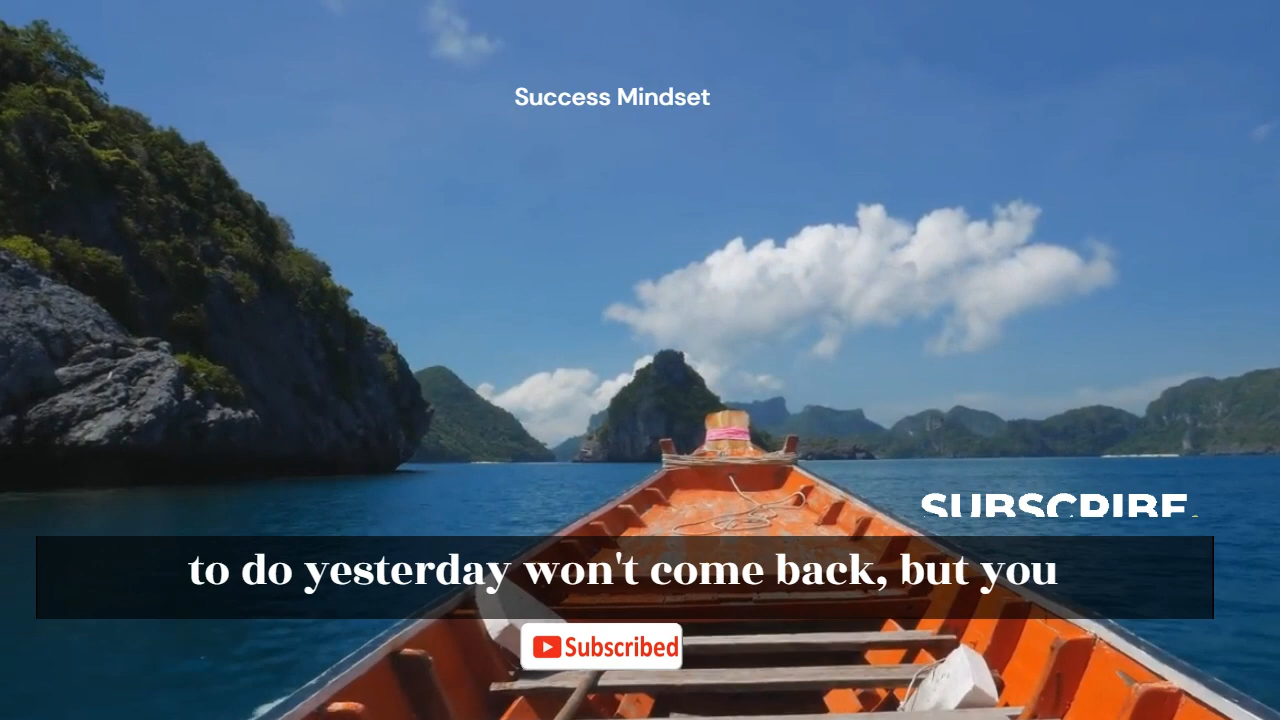 Success Mindset
SUBSCRIBE.
to do yesterday won't come back, but you
Subscribed